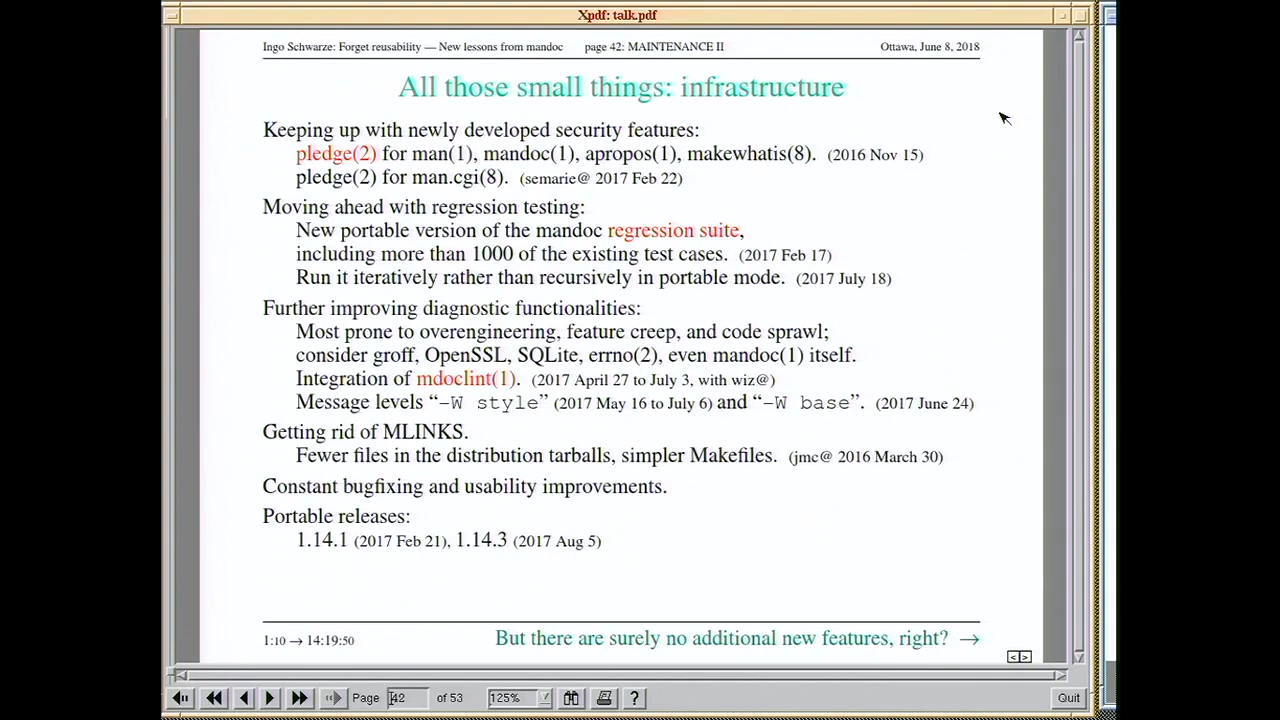 Xpdf: talk.pdf
Ingo Schwarze: Forget reusability — New lessons from mandoc page 42: MAINTENANCE II Ottawa, June 8, 2018
All those small things: infrastructure
Keeping up with newly developed security features:
pledge(2) for man(1), mandoc(1), apropos(1), makewhatis(8). (2016 Nov 15)
pledge(2) for man.cgi(8). (semarie@ 2017 Feb 22)
Moving ahead with regression testing:
New portable version of the mandoc regression suite,
including more than 1000 of the existing test cases. (2017 Feb 17)
Run it iteratively rather than recursively in portable mode. (2017 July 18)
Further improving diagnostic functionalities:
Most prone to overengineering, feature creep, and code sprawl;
consider groff, OpenSSL, SQLite, errno(2), even mandoc(1) itself.
Integration of mdoclint(1). (2017 April 27 to July 3, with wiz@)
Message levels “-W style” (2017 May 16 to July 6) and “-W base”. (2017 June 24)
Getting rid of MLINKS.
Fewer files in the distribution tarballs, simpler Makefiles. (jmc@ 2016 March 30)
Constant bugfixing and usability improvements.
Portable releases:
1.14.1 (2017 Feb 21), 1.14.3 (2017 Aug 5)
1:10 → 14:19:50 But there are surely no additional new features, right? →
Page 42 of 53 125% ? Quit